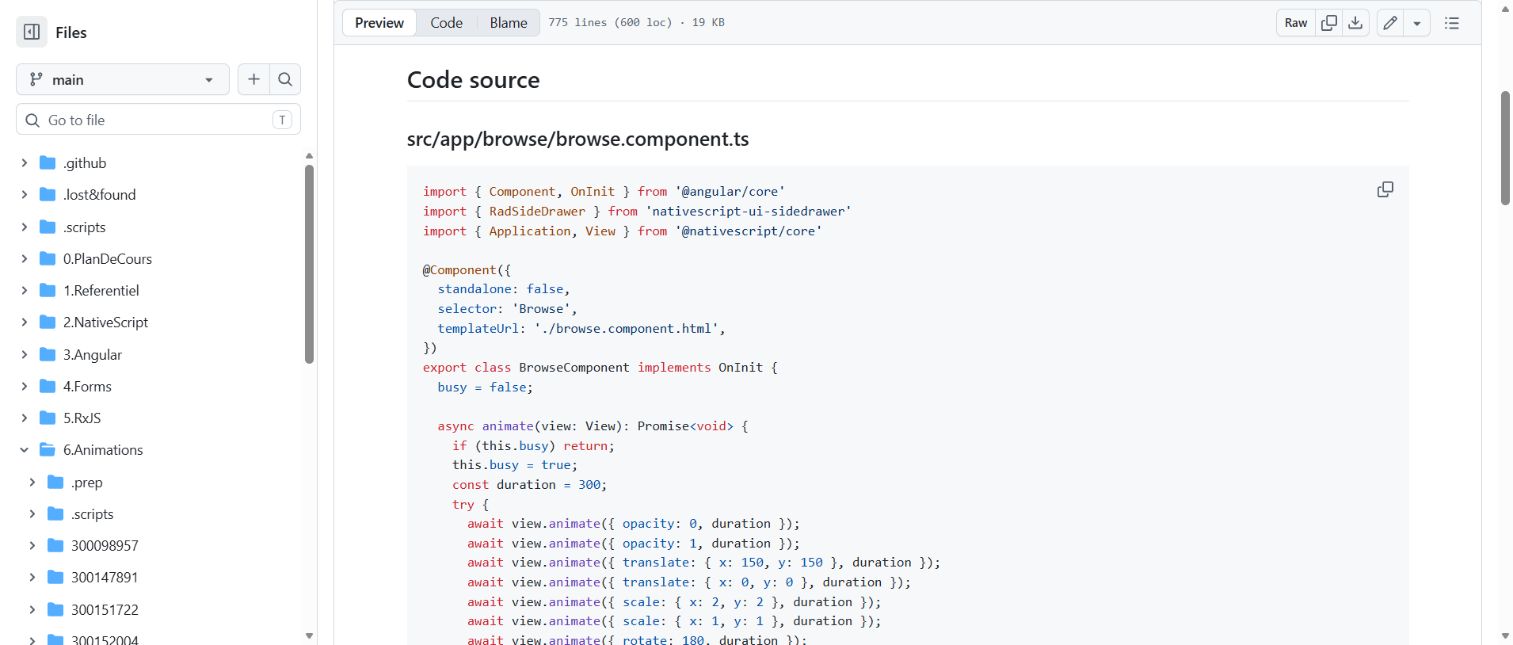 Files
main
Go to file
T
.github
.lost&found
.scripts
0.PlanDeCours
1.Referentiel
2.NativeScript
3.Angular
4.Forms
5.RxJS
6.Animations
.prep
.scripts
300098957
300147891
300151722
300152004
Preview Code Blame 775 lines (600 loc) · 19 KB
Raw
Code source
src/app/browse/browse.component.ts
import { Component, OnInit } from '@angular/core'
import { RadSideDrawer } from 'nativescript-ui-sidedrawer'
import { Application, View } from '@nativescript/core'
@Component({
  standalone: false,
  selector: 'Browse',
  templateUrl: './browse.component.html',
})
export class BrowseComponent implements OnInit {
  busy = false;
  async animate(view: View): Promise<void> {
    if (this.busy) return;
    this.busy = true;
    const duration = 300;
    try {
      await view.animate({ opacity: 0, duration });
      await view.animate({ opacity: 1, duration });
      await view.animate({ translate: { x: 150, y: 150 }, duration });
      await view.animate({ translate: { x: 0, y: 0 }, duration });
      await view.animate({ scale: { x: 2, y: 2 }, duration });
      await view.animate({ scale: { x: 1, y: 1 }, duration });
      await view.animate({ rotate: 180, duration });